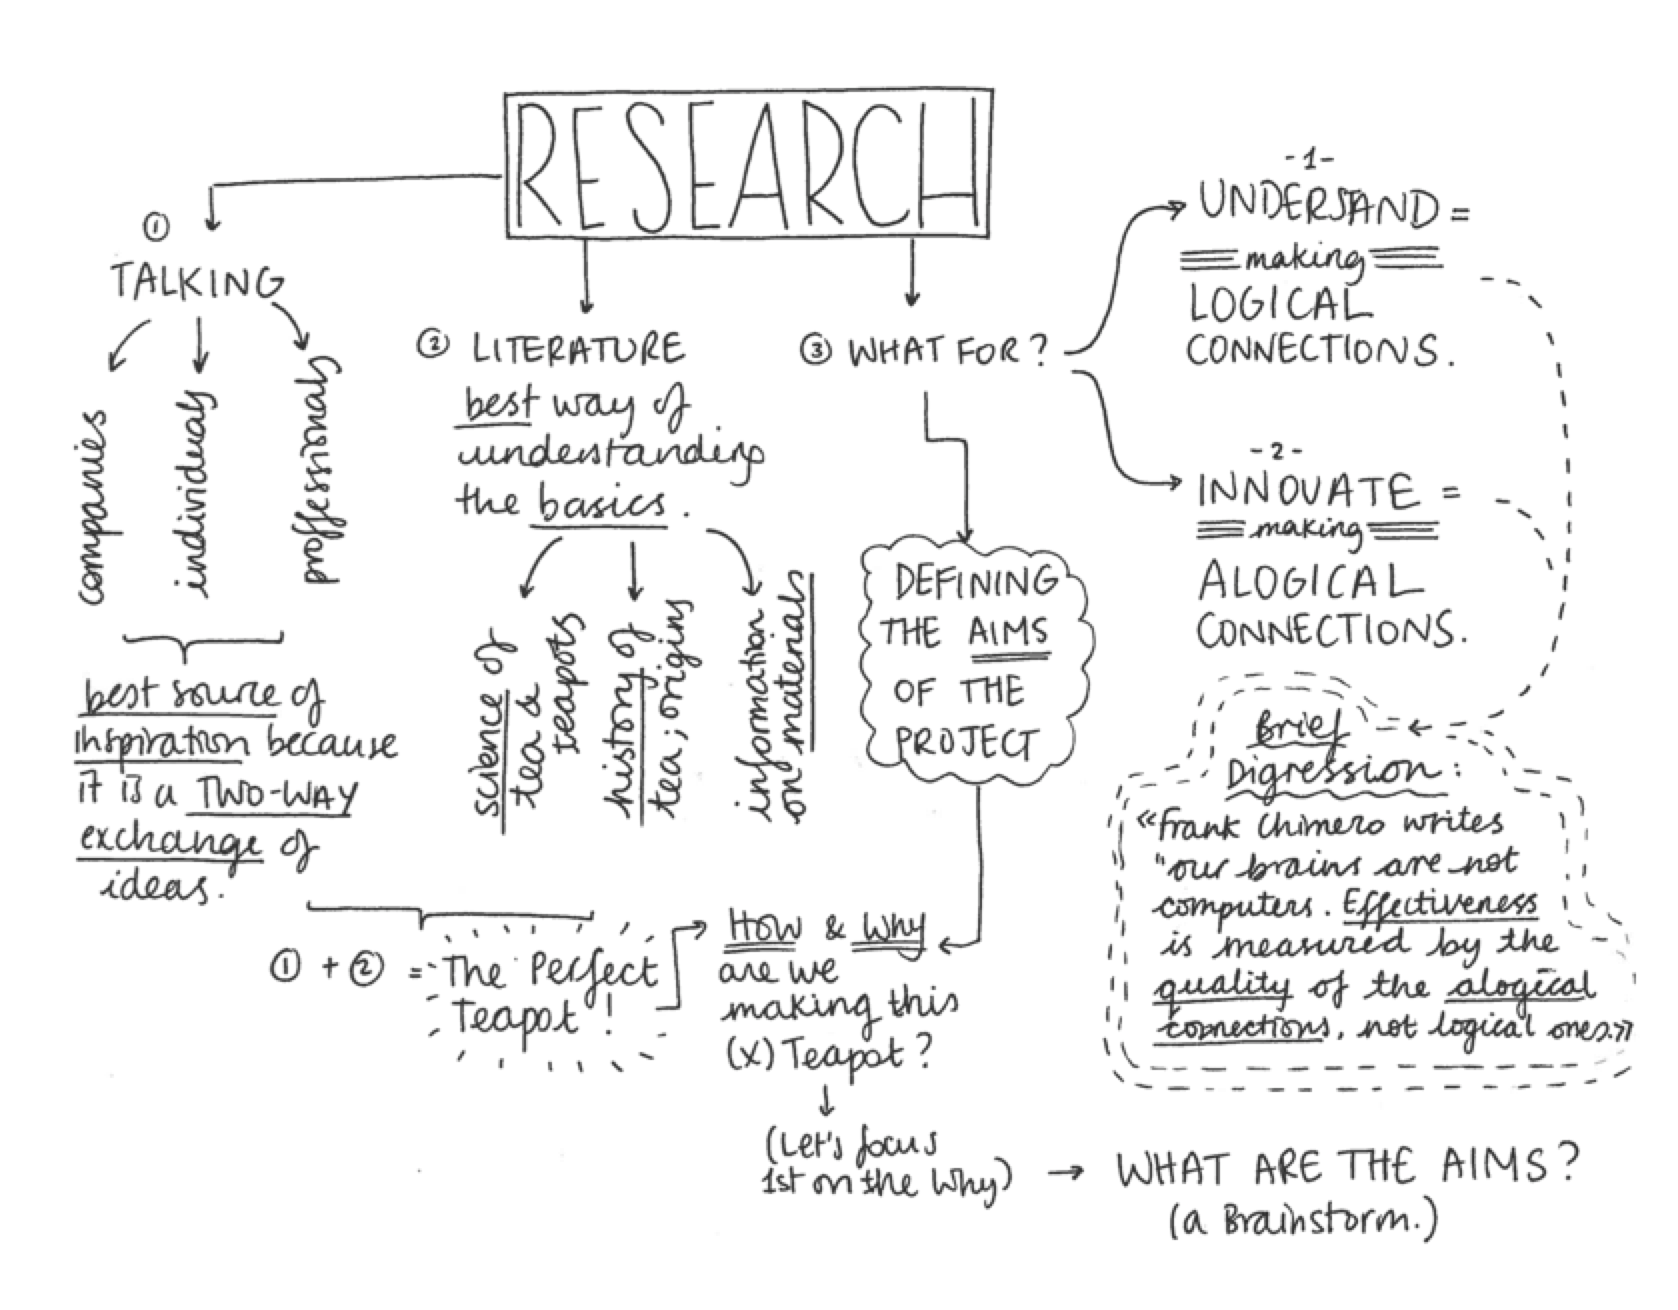 RESEARCH
①
TALKING
companies
individuals
proffessionals
best source of
inspiration because
it is a TWO-WAY
exchange of
ideas.
② LITERATURE
best way of
understanding
the basics.
science of
tea &
teapots
history of
tea; origins
information
on materials
① + ② = The Perfect
Teapot!
③ WHAT FOR?
-1-
UNDERSTAND =
making
LOGICAL
CONNECTIONS.
-2-
INNOVATE =
making
ALOGICAL
CONNECTIONS.
Brief
Digression:
«Frank Chimero writes
"our brains are not
computers. Effectiveness
is measured by the
quality of the alogical
connections, not logical ones.»
DEFINING
THE AIMS
OF THE
PROJECT
How & Why
are we
making this
(x) Teapot?
(Let's focus
1st on the Why)
WHAT ARE THE AIMS?
(a Brainstorm.)